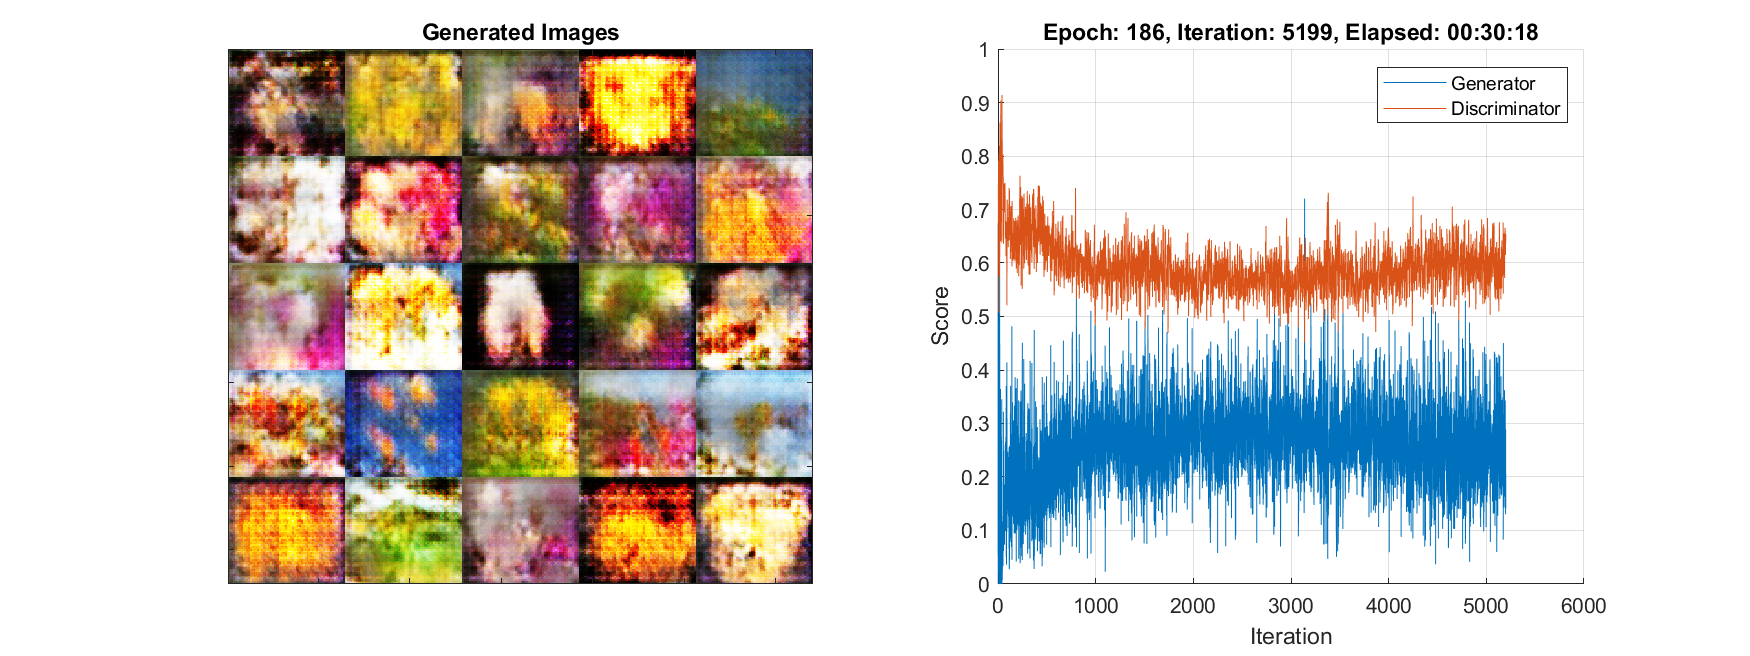 Generated Images
Epoch: 186, Iteration: 5199, Elapsed: 00:30:18
1
0.9
0.8
0.7
0.6
0.5
0.4
0.3
0.2
0.1
0
Score
Generator
Discriminator
0 1000 2000 3000 4000 5000 6000
Iteration